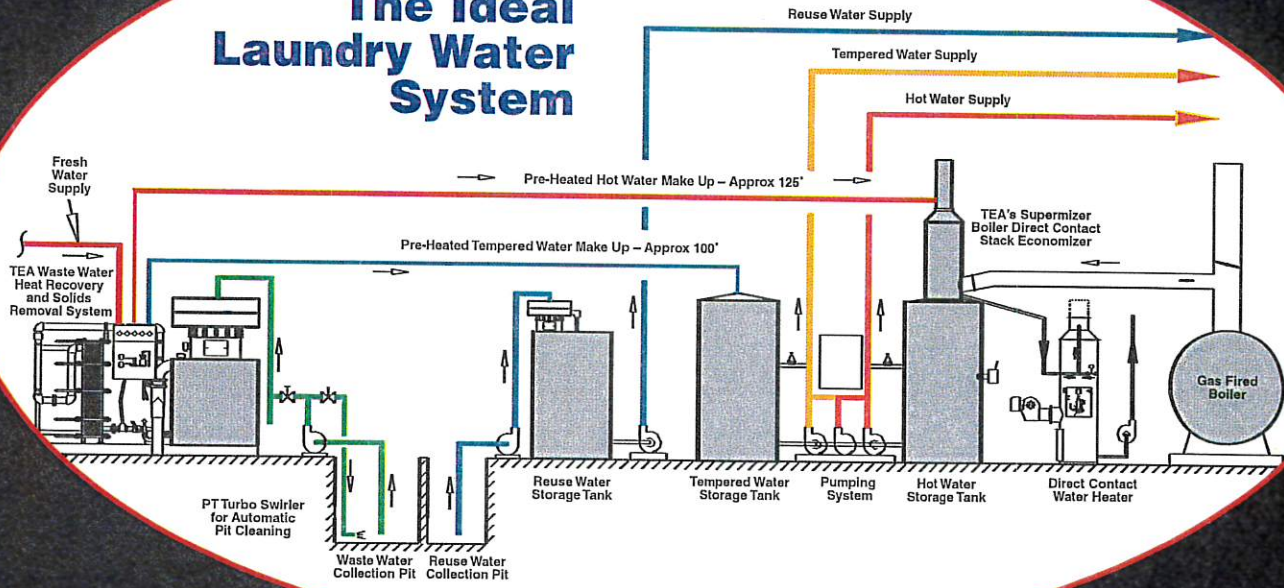 The Ideal
Laundry Water
System
Reuse Water Supply
Tempered Water Supply
Hot Water Supply
Fresh
Water
Supply
Pre-Heated Hot Water Make Up – Approx 125°
TEA's Supermizer
Boiler Direct Contact
Stack Economizer
Pre-Heated Tempered Water Make Up – Approx 100°
TEA Waste Water
Heat Recovery
and Solids
Removal System
Gas Fired
Boiler
PT Turbo Swirler
for Automatic
Pit Cleaning
Reuse Water
Storage Tank
Tempered Water
Storage Tank
Pumping
System
Hot Water
Storage Tank
Direct Contact
Water Heater
Waste Water
Collection Pit
Reuse Water
Collection Pit